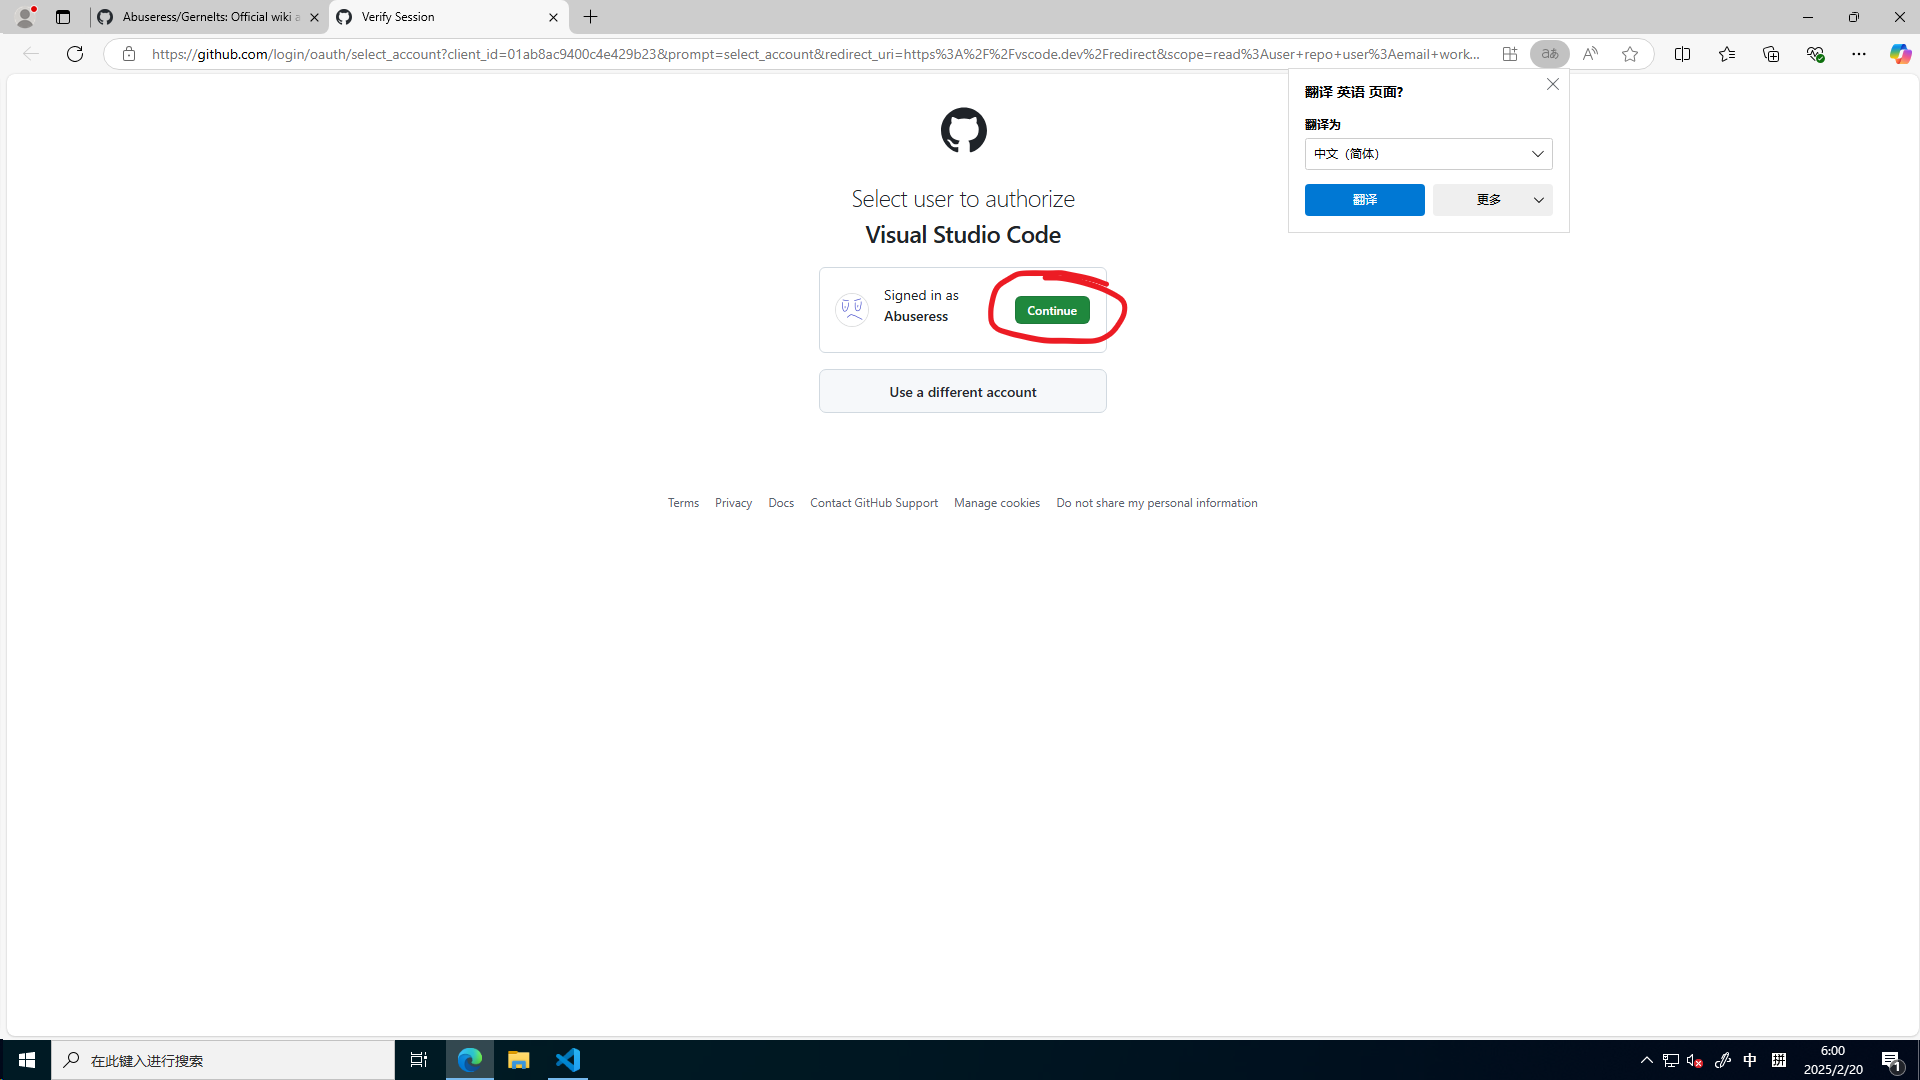 Abuseress/Gernelts: Official wiki a
Verify Session
https://github.com/login/oauth/select_account?client_id=01ab8ac9400c4e429b23&prompt=select_account&redirect_uri=https%3A%2F%2Fvscode.dev%2Fredirect&scope=read%3Auser+repo+user%3Aemail+work...
翻译 英语 页面?
翻译为
中文（简体）
翻译
更多
Select user to authorize
Visual Studio Code
Signed in as
Abuseress
Continue
Use a different account
Terms Privacy Docs Contact GitHub Support Manage cookies Do not share my personal information
在此键入进行搜索
中
拼
6:00
2025/2/20
1